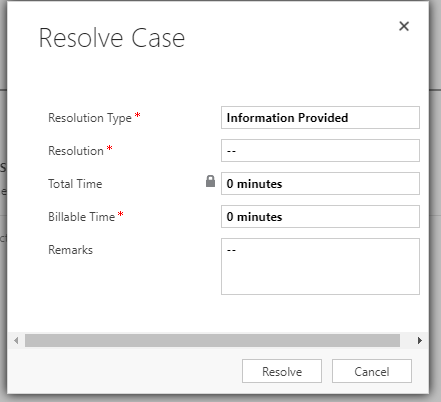 Resolve Case
Resolution Type * Information Provided
Resolution * --
Total Time 0 minutes
Billable Time * 0 minutes
Remarks --
Resolve Cancel